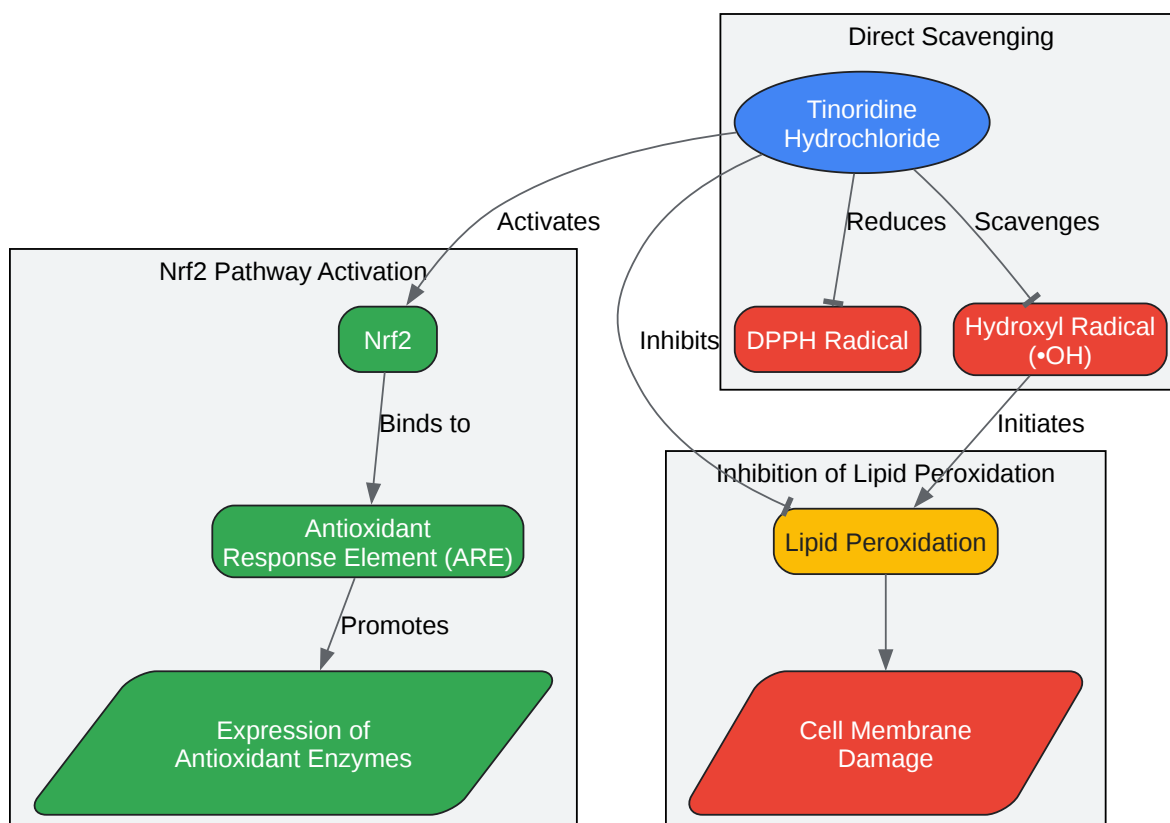 Direct Scavenging
Tinoridine
Hydrochloride
Activates
Reduces
Scavenges
Nrf2 Pathway Activation
Nrf2
Inhibits
DPPH Radical
Hydroxyl Radical
(•OH)
Binds to
Initiates
Inhibition of Lipid Peroxidation
Antioxidant
Response Element (ARE)
Lipid Peroxidation
Promotes
Expression of
Antioxidant Enzymes
Cell Membrane
Damage